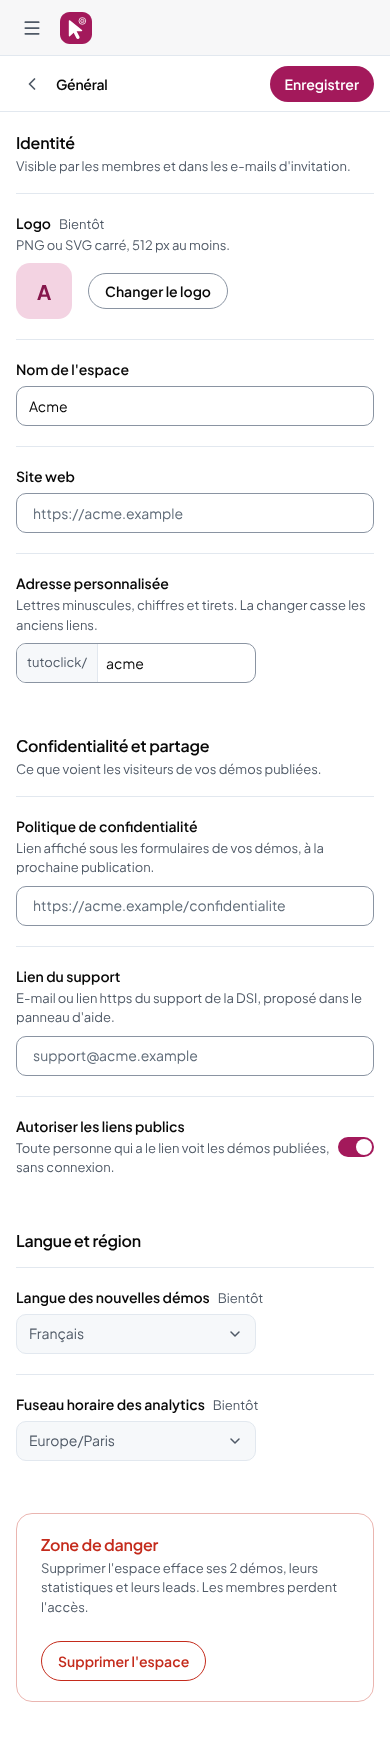 Général
Enregistrer
Identité
Visible par les membres et dans les e-mails d'invitation.
Logo Bientôt
PNG ou SVG carré, 512 px au moins.
A
Changer le logo
Nom de l'espace
Acme
Site web
https://acme.example
Adresse personnalisée
Lettres minuscules, chiffres et tirets. La changer casse les
anciens liens.
tutoclick/ acme
Confidentialité et partage
Ce que voient les visiteurs de vos démos publiées.
Politique de confidentialité
Lien affiché sous les formulaires de vos démos, à la
prochaine publication.
https://acme.example/confidentialite
Lien du support
E-mail ou lien https du support de la DSI, proposé dans le
panneau d'aide.
support@acme.example
Autoriser les liens publics
Toute personne qui a le lien voit les démos publiées,
sans connexion.
Langue et région
Langue des nouvelles démos Bientôt
Français
Fuseau horaire des analytics Bientôt
Europe/Paris
Zone de danger
Supprimer l'espace efface ses 2 démos, leurs
statistiques et leurs leads. Les membres perdent
l'accès.
Supprimer l'espace